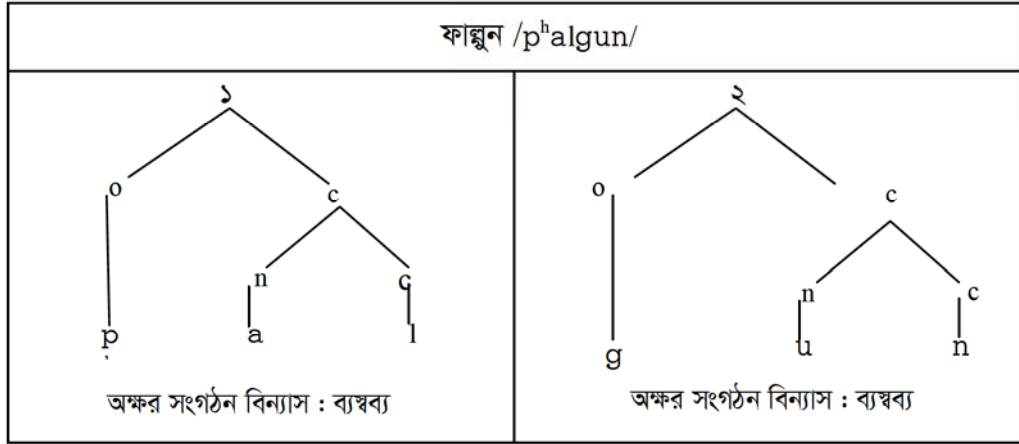 ফাল্গুন /pʰalgun/
১
o c
n c
p a l
অক্ষর সংগঠন বিন্যাস : ব্যস্বব্য
২
o c
n c
g u n
অক্ষর সংগঠন বিন্যাস : ব্যস্বব্য